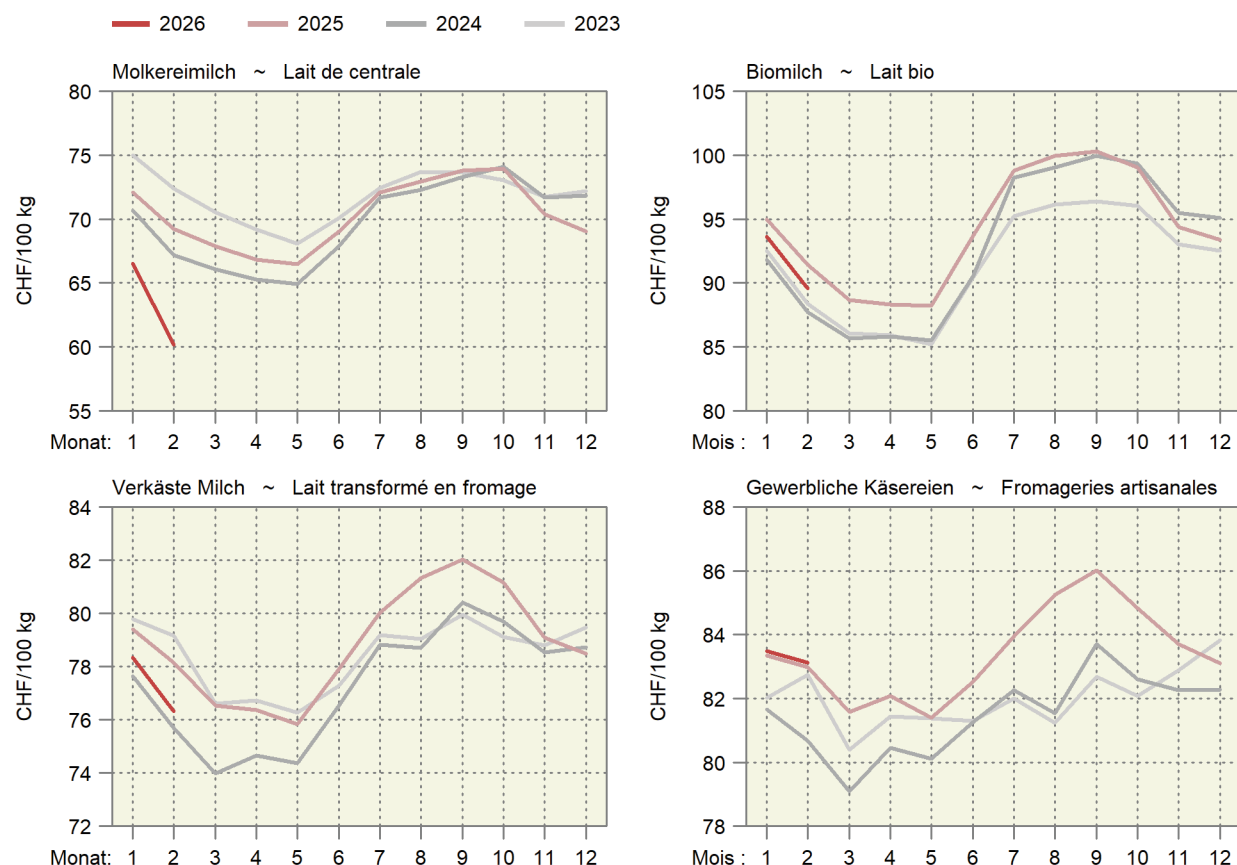 2026 2025 2024 2023
Molkereimilch ~ Lait de centrale
80
75
70
65
60
55
CHF/100 kg
Monat: 1 2 3 4 5 6 7 8 9 10 11 12
Biomilch ~ Lait bio
105
100
95
90
85
80
CHF/100 kg
Mois : 1 2 3 4 5 6 7 8 9 10 11 12
Verkäste Milch ~ Lait transformé en fromage
84
82
80
78
76
74
72
CHF/100 kg
Monat: 1 2 3 4 5 6 7 8 9 10 11 12
Gewerbliche Käsereien ~ Fromageries artisanales
88
86
84
82
80
78
CHF/100 kg
Mois : 1 2 3 4 5 6 7 8 9 10 11 12